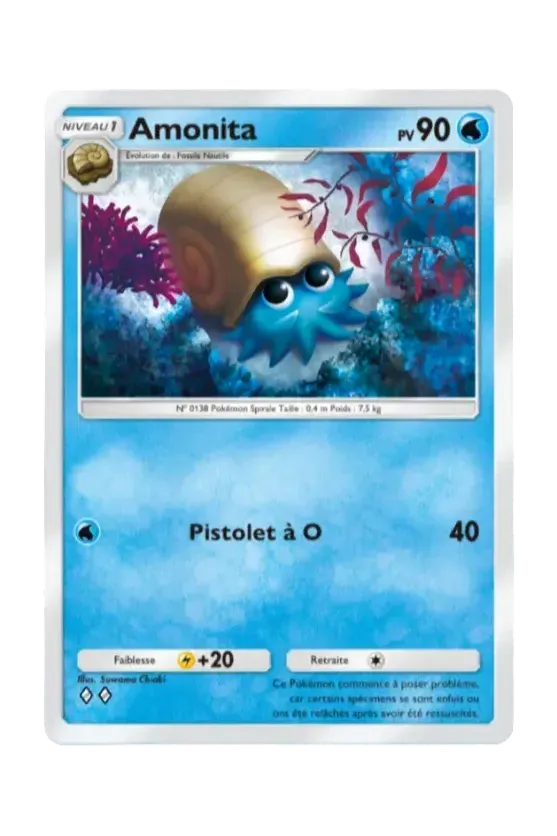 NIVEAU 1
Amonita
PV 90
Évolution de : Fossile Nautile
N° 0138 Pokémon Spirale Taille : 0,4 m Poids : 7,5 kg
Pistolet à O 40
Faiblesse +20 Retraite
Illus. Suwama Chiaki
Ce Pokémon commence à poser problème,
car certains spécimens se sont enfuis ou
ont été relâchés après avoir été ressuscités.